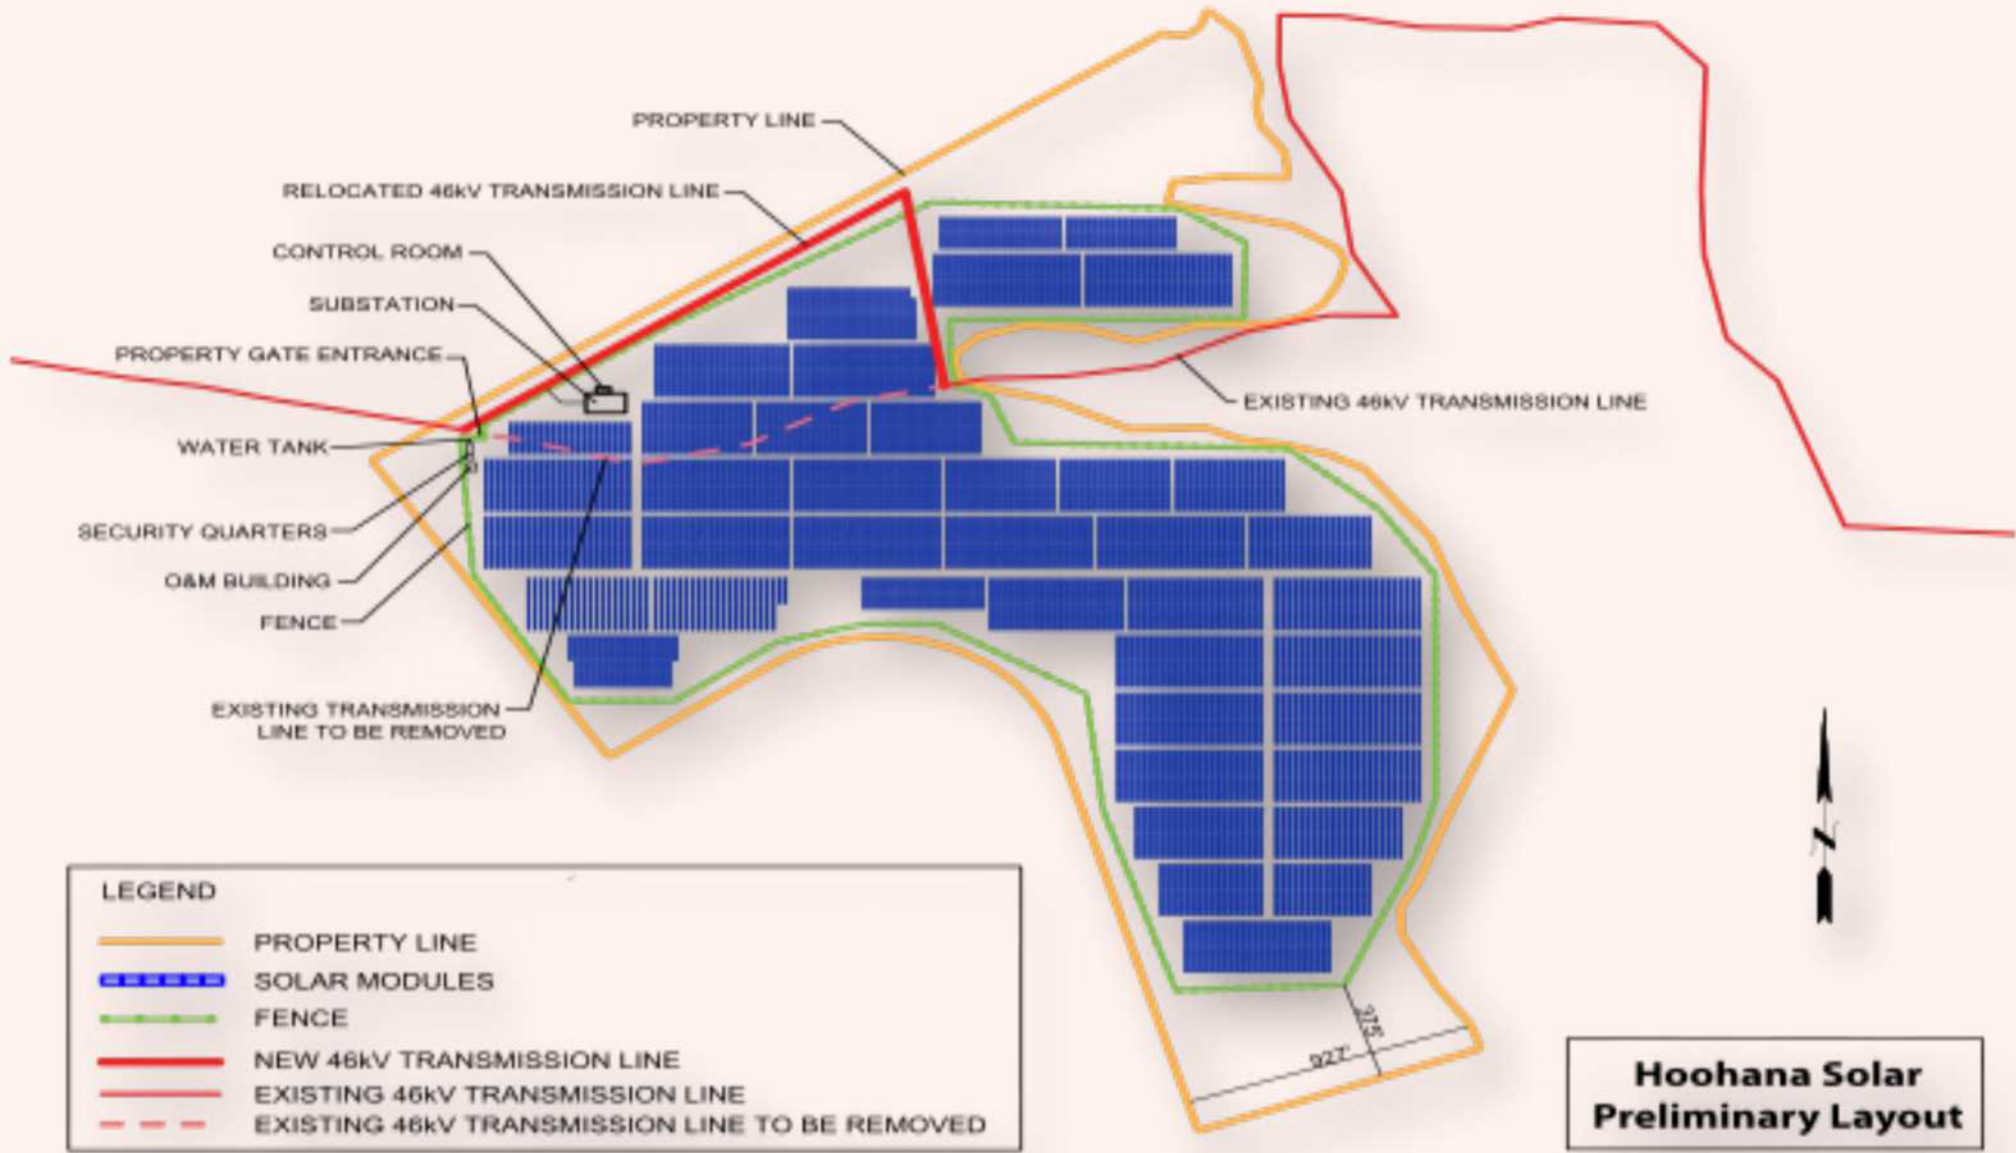 PROPERTY LINE
RELOCATED 46kV TRANSMISSION LINE
CONTROL ROOM
SUBSTATION
PROPERTY GATE ENTRANCE
EXISTING 46kV TRANSMISSION LINE
WATER TANK
SECURITY QUARTERS
O&M BUILDING
FENCE
EXISTING TRANSMISSION
LINE TO BE REMOVED
N
375'
927'
LEGEND
PROPERTY LINE
SOLAR MODULES
FENCE
NEW 46kV TRANSMISSION LINE
EXISTING 46kV TRANSMISSION LINE
EXISTING 46kV TRANSMISSION LINE TO BE REMOVED
Hoohana Solar
Preliminary Layout